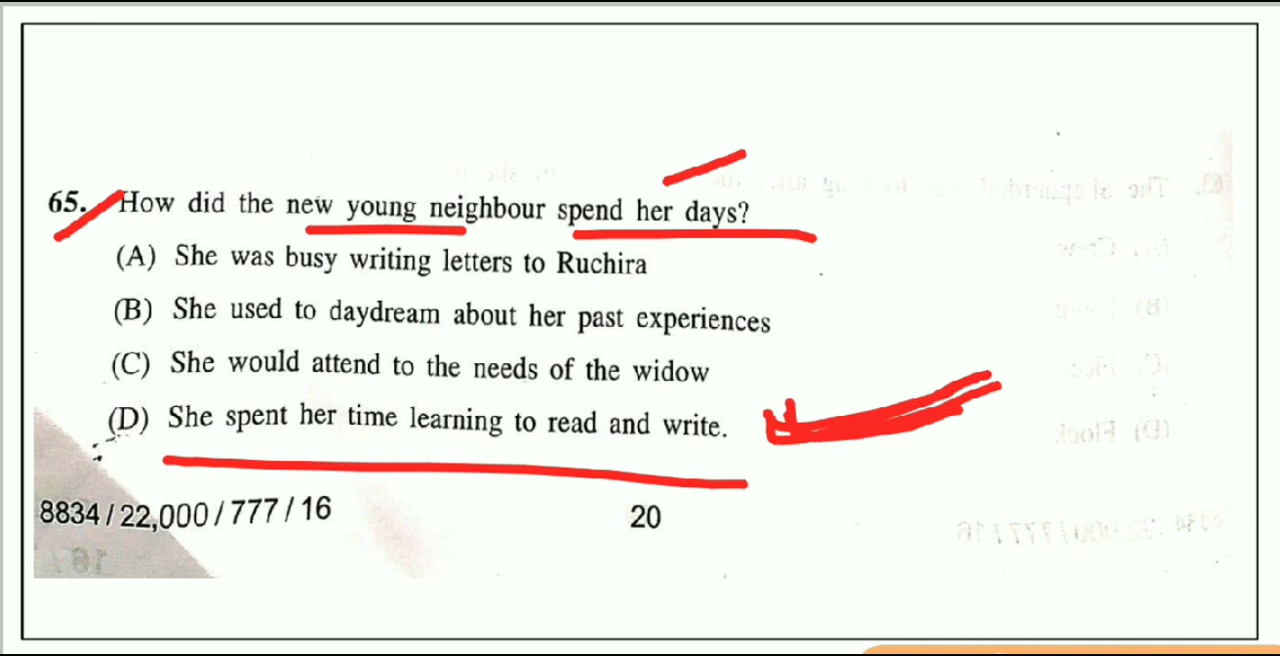 65. How did the new young neighbour spend her days?
(A) She was busy writing letters to Ruchira
(B) She used to daydream about her past experiences
(C) She would attend to the needs of the widow
(D) She spent her time learning to read and write.
8834 / 22,000 / 777 / 16 20